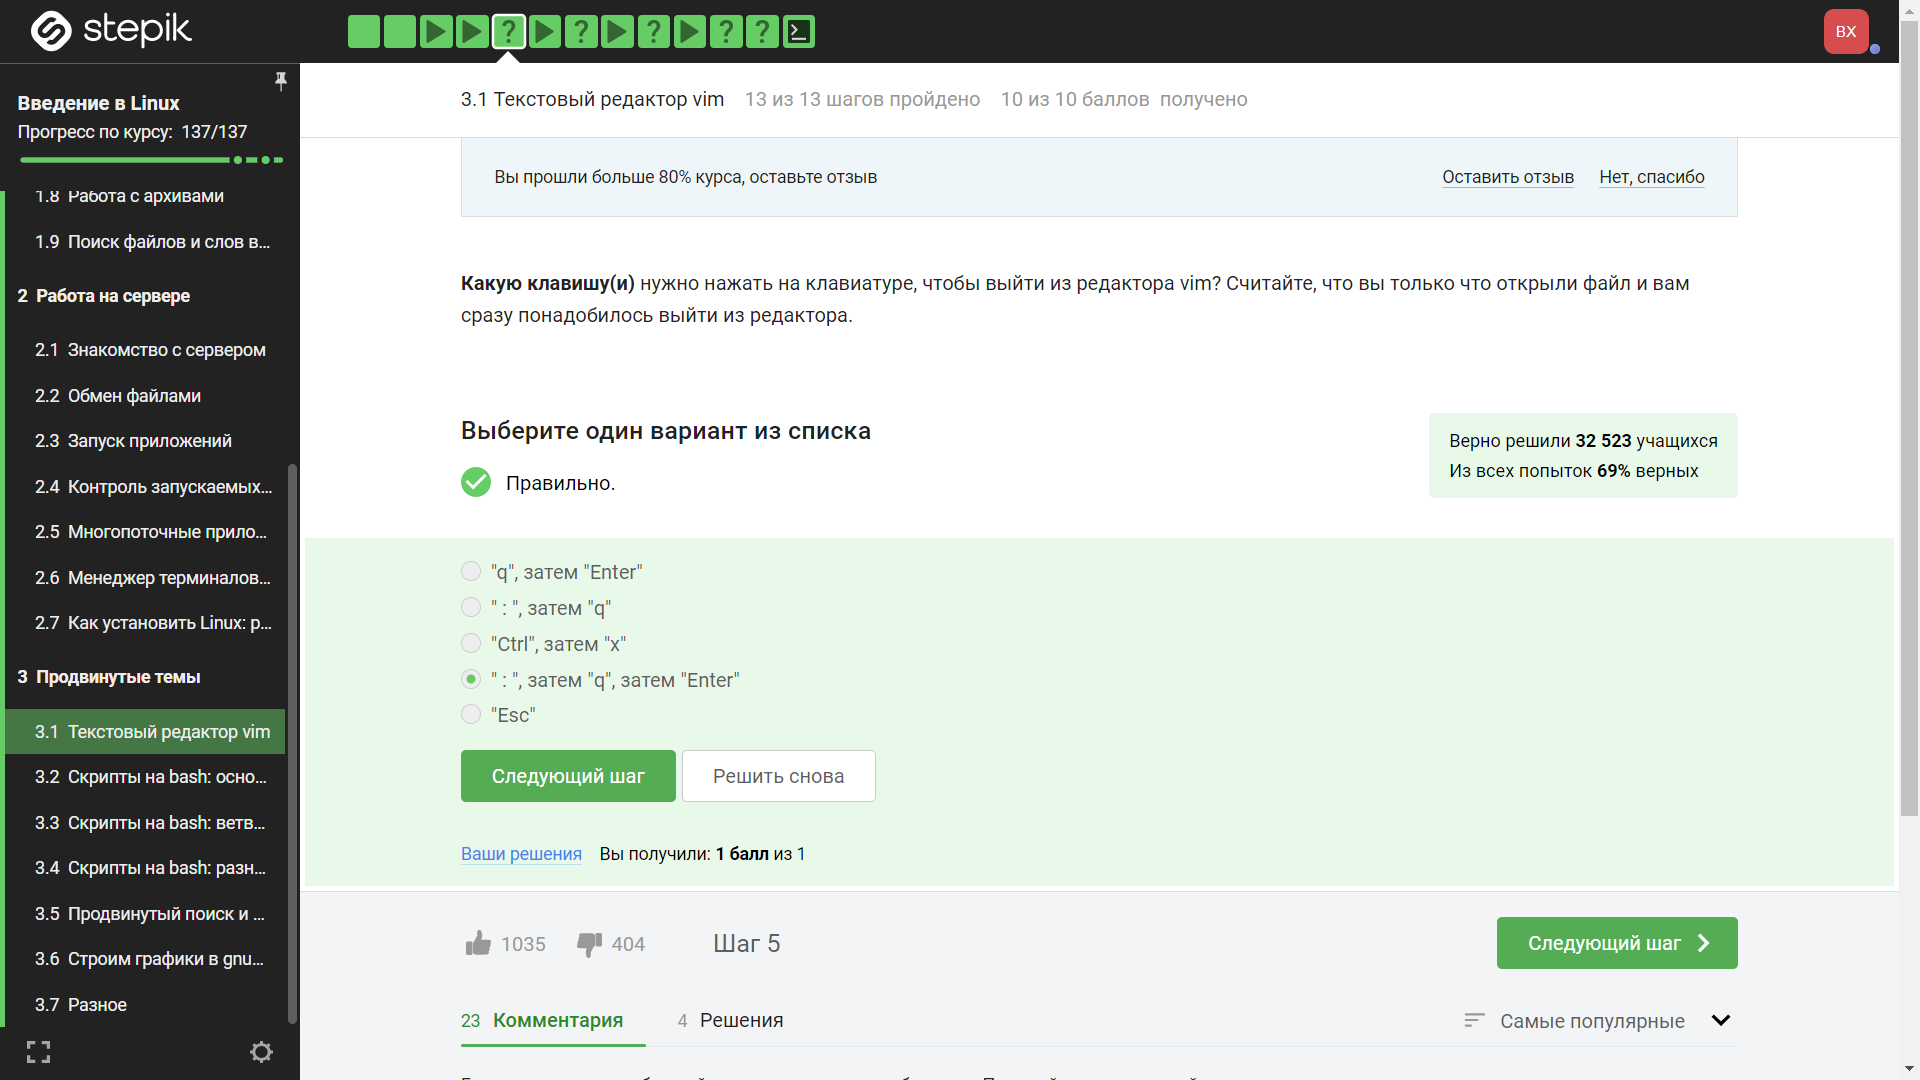 stepik
BX
Введение в Linux
Прогресс по курсу: 137/137
1.8 Работа с архивами
1.9 Поиск файлов и слов в...
2 Работа на сервере
2.1 Знакомство с сервером
2.2 Обмен файлами
2.3 Запуск приложений
2.4 Контроль запускаемых...
2.5 Многопоточные прило...
2.6 Менеджер терминалов...
2.7 Как установить Linux: р...
3 Продвинутые темы
3.1 Текстовый редактор vim
3.2 Скрипты на bash: осно...
3.3 Скрипты на bash: ветв...
3.4 Скрипты на bash: разн...
3.5 Продвинутый поиск и ...
3.6 Строим графики в gnu...
3.7 Разное
3.1 Текстовый редактор vim 13 из 13 шагов пройдено 10 из 10 баллов получено
Вы прошли больше 80% курса, оставьте отзыв Оставить отзыв Нет, спасибо
Какую клавишу(и) нужно нажать на клавиатуре, чтобы выйти из редактора vim? Считайте, что вы только что открыли файл и вам
сразу понадобилось выйти из редактора.
Выберите один вариант из списка
Правильно.
Верно решили 32 523 учащихся
Из всех попыток 69% верных
"q", затем "Enter"
" : ", затем "q"
"Ctrl", затем "x"
" : ", затем "q", затем "Enter"
"Esc"
Следующий шаг Решить снова
Ваши решения Вы получили: 1 балл из 1
1035 404 Шаг 5 Следующий шаг
23 Комментария 4 Решения Самые популярные